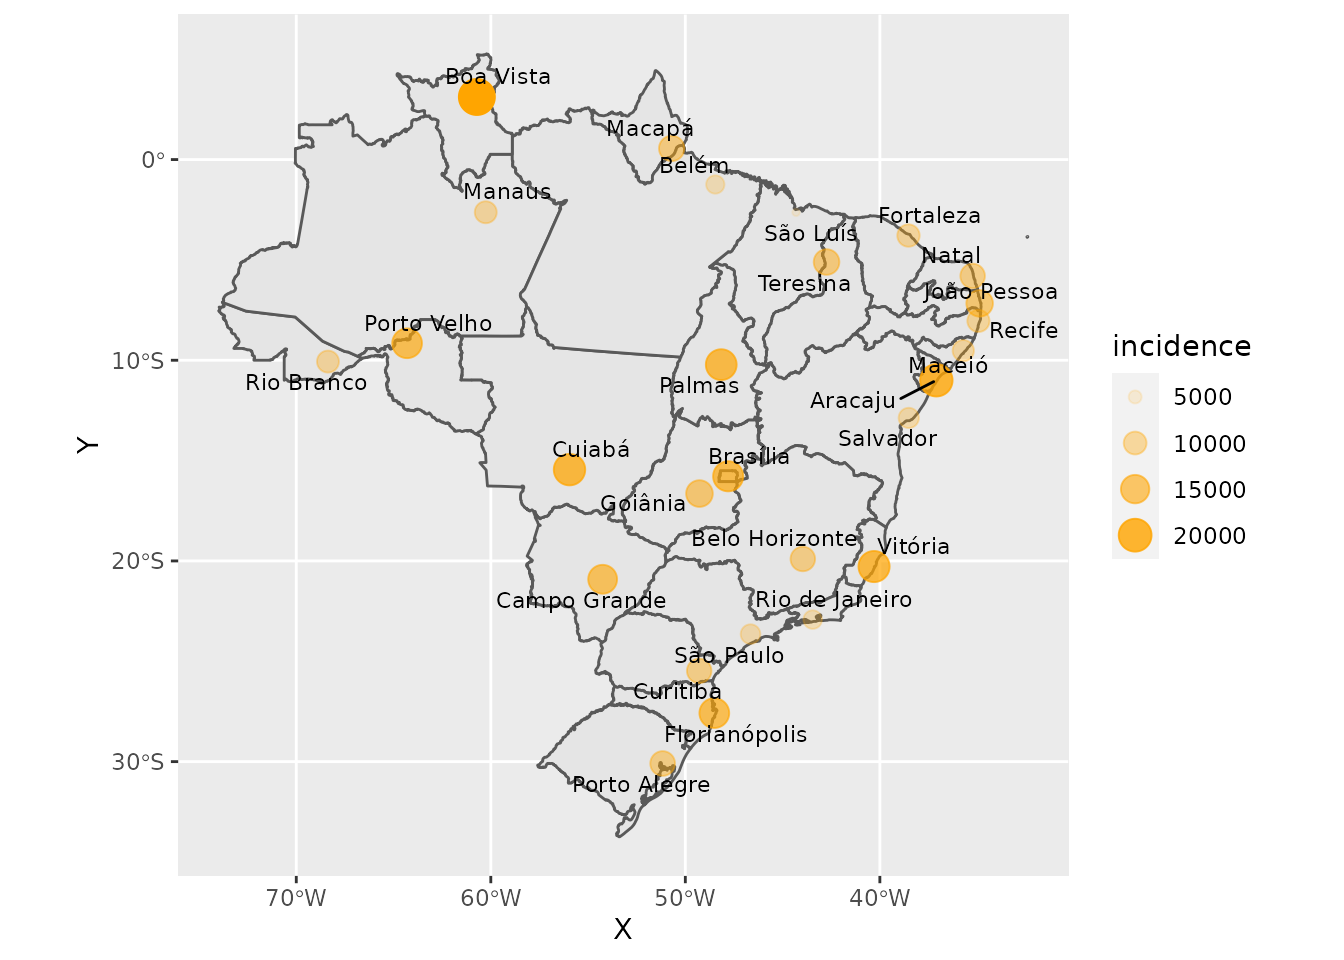 Boa Vista
Macapá
Belém
Manaus
Fortaleza
São Luís
Natal
Teresina
João Pessoa
Porto Velho
Recife
Maceió
Rio Branco
Palmas
Aracaju
Salvador
Cuiabá
Brasília
Goiânia
Belo Horizonte
Vitória
Campo Grande
Rio de Janeiro
São Paulo
Curitiba
Florianópolis
Porto Alegre
0°
10°S
20°S
30°S
Y
70°W 60°W 50°W 40°W
X
incidence
5000
10000
15000
20000